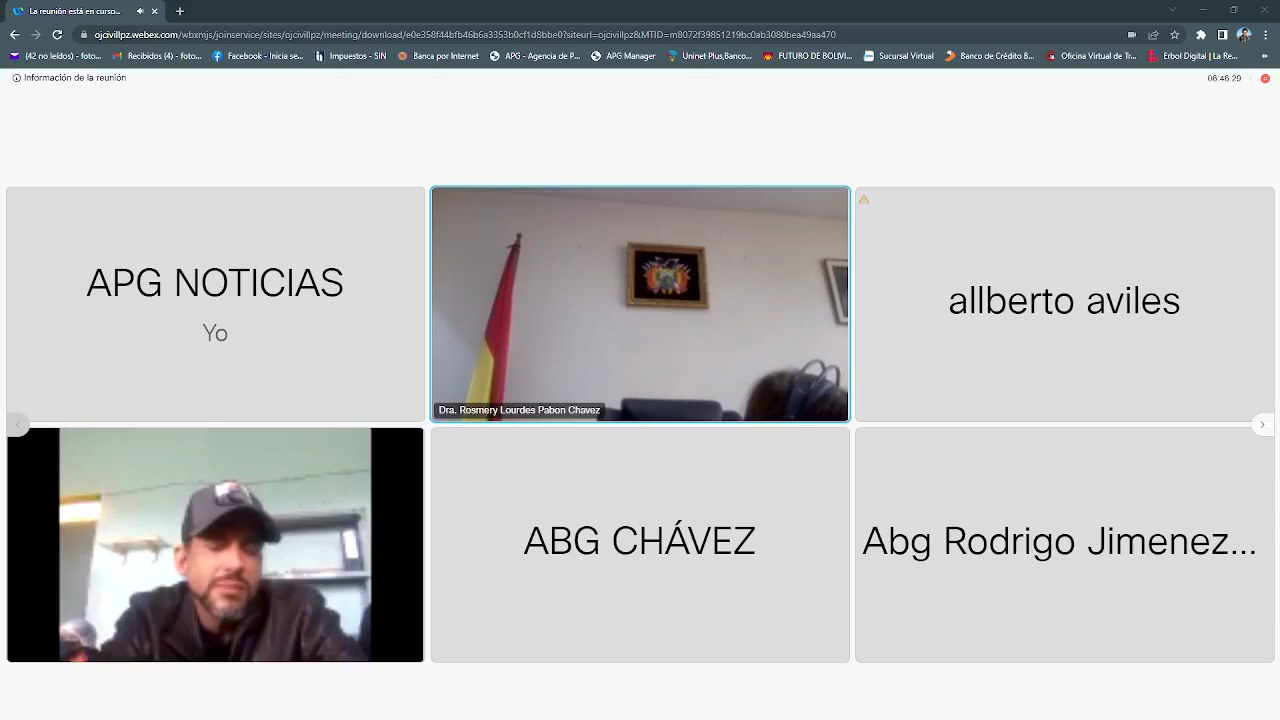 La reunión está en curso...
ojcivillpz.webex.com/wbxmjs/joinservice/sites/ojcivillpz/meeting/download/e0e358f44bfb46b6a3353c0cf1d9bbe0?siteurl=ojcivillpz&MTID=m8072f39851219bc0ab3080bea49aa470
(42 no leídos) - foto...
Recibidos (4) - fotos...
Facebook - Inicia se...
Impuestos - SIN
Banca por Internet
APG - Agencia de P...
APG Manager
Uninet Plus,Banco...
FUTURO DE BOLIVI...
Sucursal Virtual
Banco de Crédito B...
Oficina Virtual de Tr...
Erbol Digital | La Re...
»
Información de la reunión
06:46:29
APG NOTICIAS
Yo
Dra. Rosmery Lourdes Pabon Chavez
allberto aviles
ABG CHÁVEZ
Abg Rodrigo Jimenez...